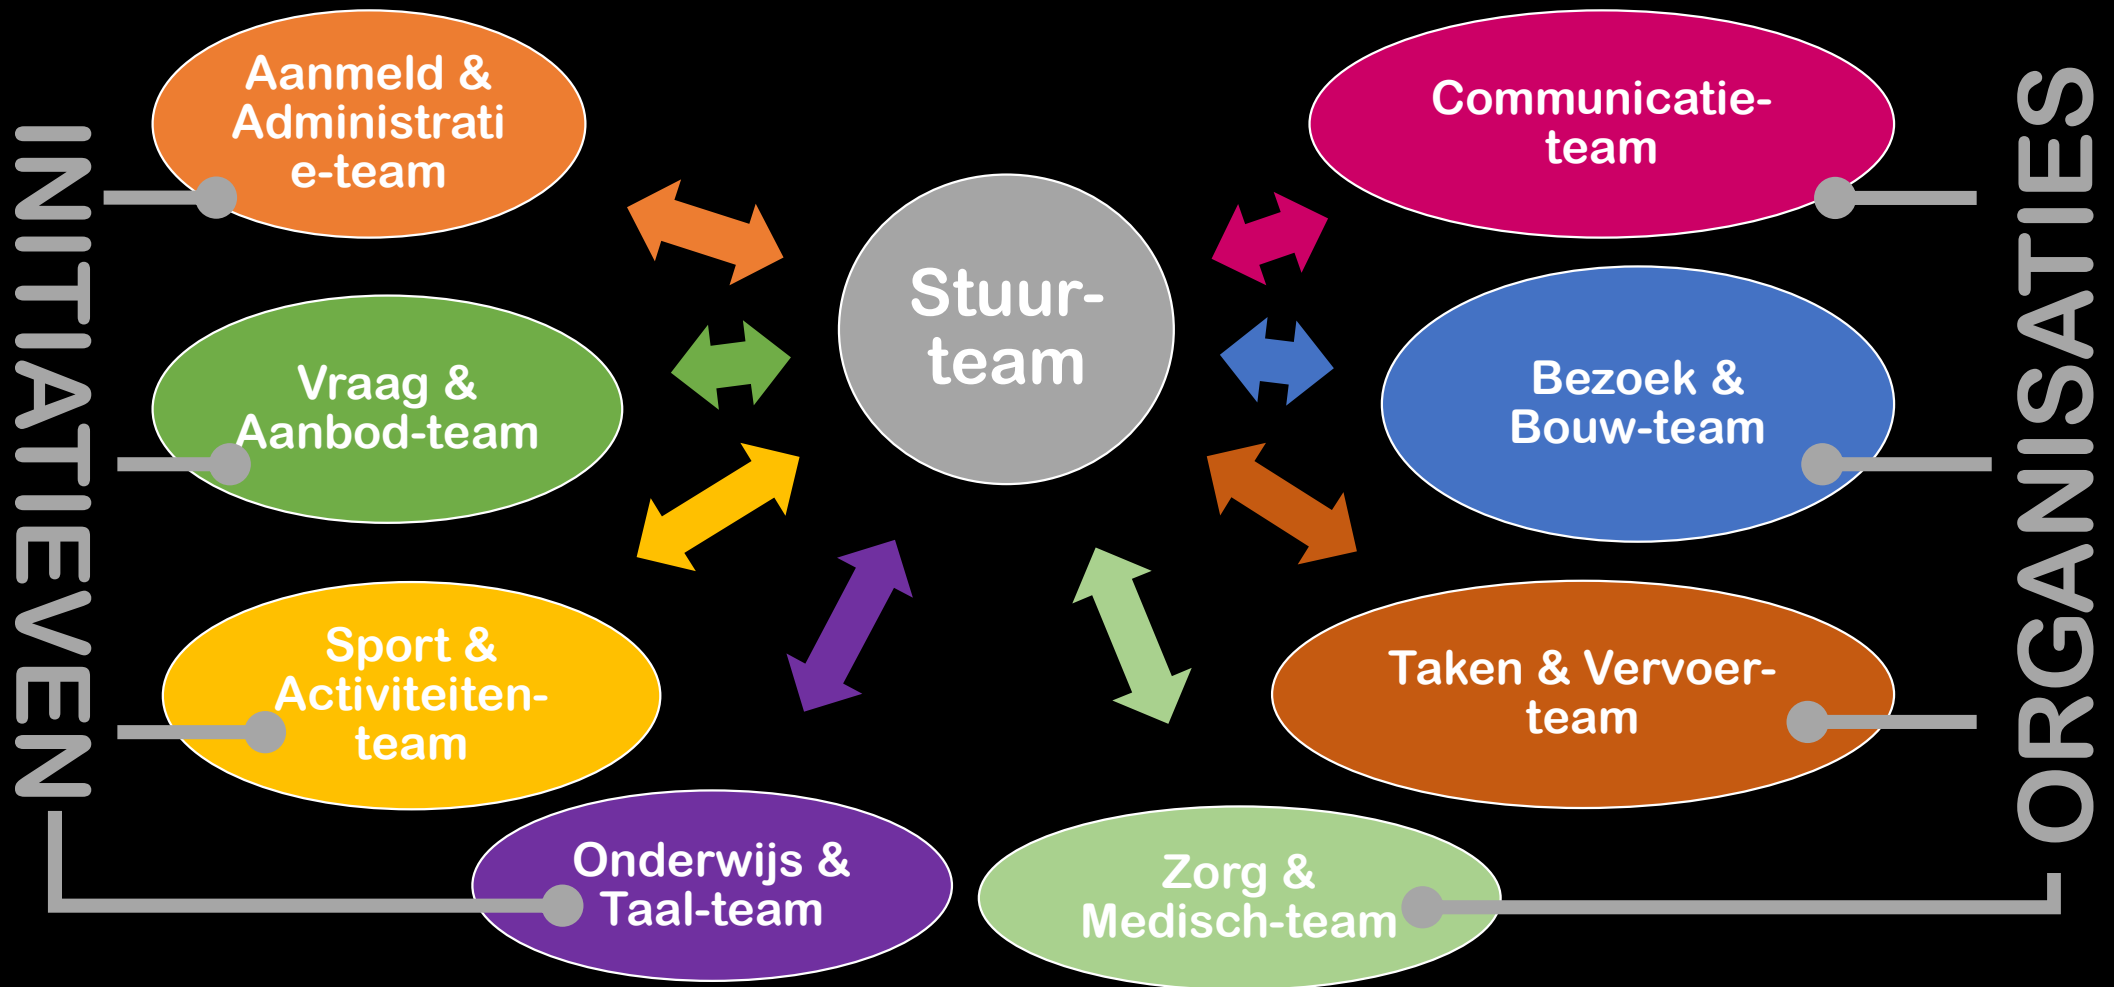 INITIATIEVEN
Aanmeld &
Administrati
e-team
Vraag &
Aanbod-team
Sport &
Activiteiten-
team
Onderwijs &
Taal-team
Stuur-
team
Communicatie-
team
Bezoek &
Bouw-team
Taken & Vervoer-
team
Zorg &
Medisch-team
ORGANISATIES